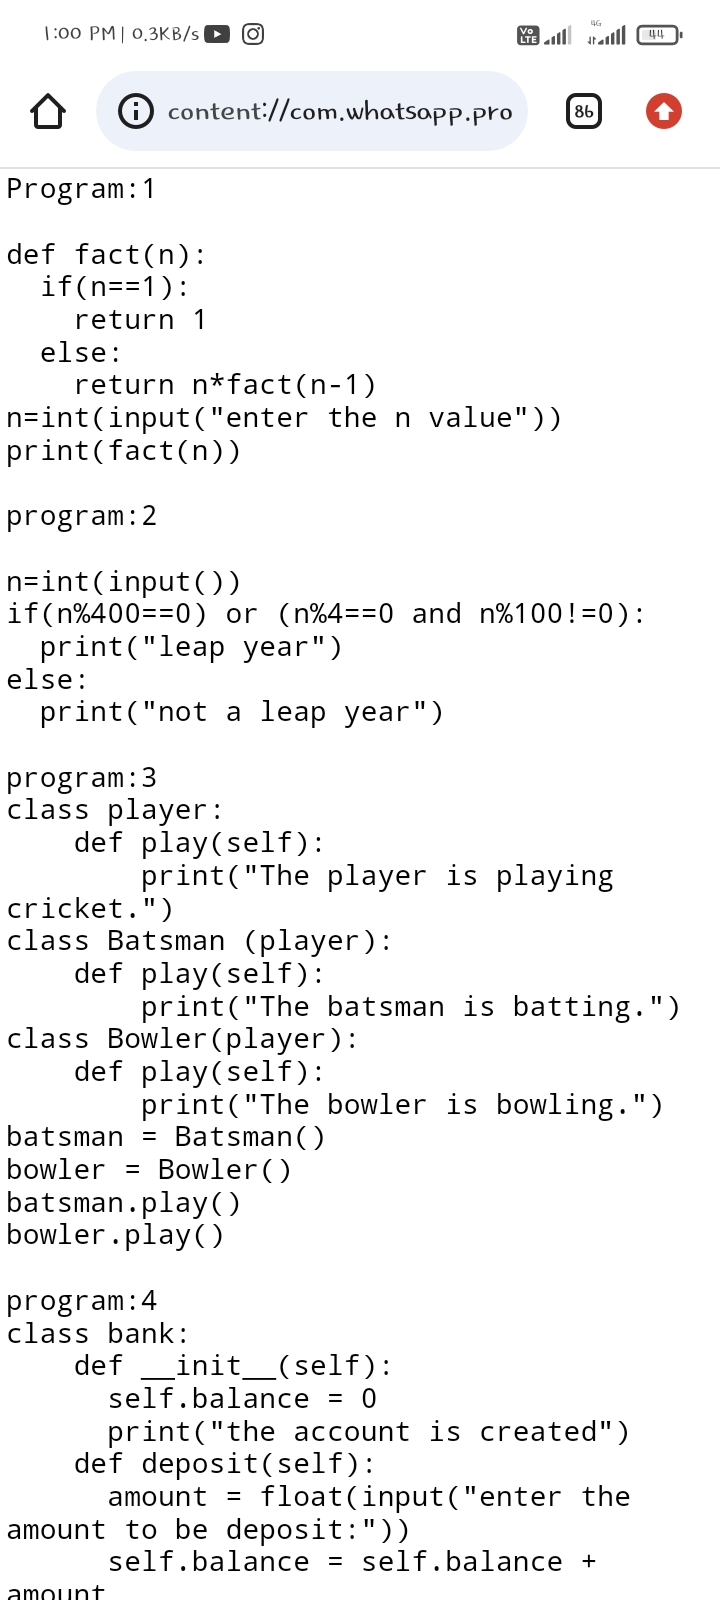 1:00 PM | 0.3KB/s
Vo LTE 4G 44
content://com.whatsapp.pro 86
Program:1

def fact(n):
  if(n==1):
    return 1
  else:
    return n*fact(n-1)
n=int(input("enter the n value"))
print(fact(n))

program:2

n=int(input())
if(n%400==0) or (n%4==0 and n%100!=0):
  print("leap year")
else:
  print("not a leap year")

program:3
class player:
    def play(self):
        print("The player is playing
cricket.")
class Batsman (player):
    def play(self):
        print("The batsman is batting.")
class Bowler(player):
    def play(self):
        print("The bowler is bowling.")
batsman = Batsman()
bowler = Bowler()
batsman.play()
bowler.play()

program:4
class bank:
    def __init__(self):
      self.balance = 0
      print("the account is created")
    def deposit(self):
      amount = float(input("enter the
amount to be deposit:"))
      self.balance = self.balance +
amount